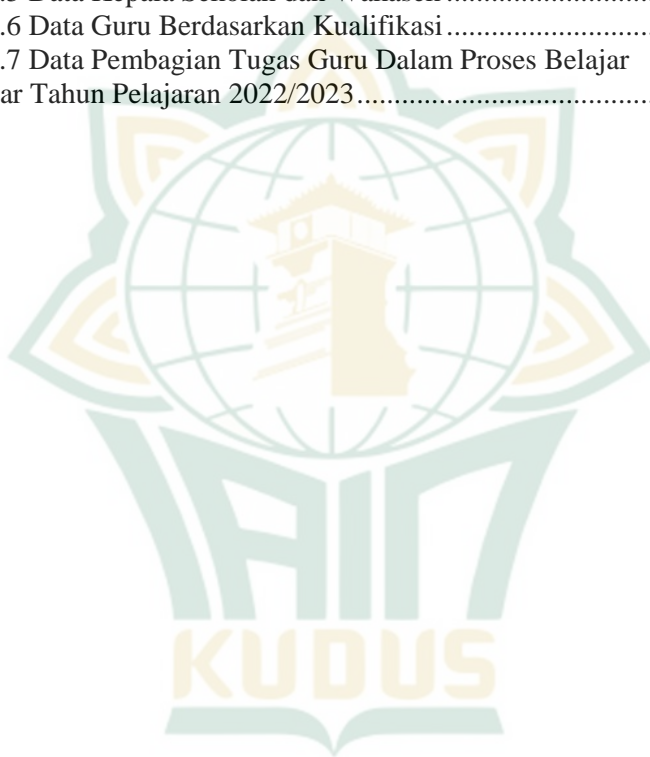 .6 Data Guru Berdasarkan Kualifikasi
.7 Data Pembagian Tugas Guru Dalam Proses Belajar
ar Tahun Pelajaran 2022/2023
IAIN
KUDUS